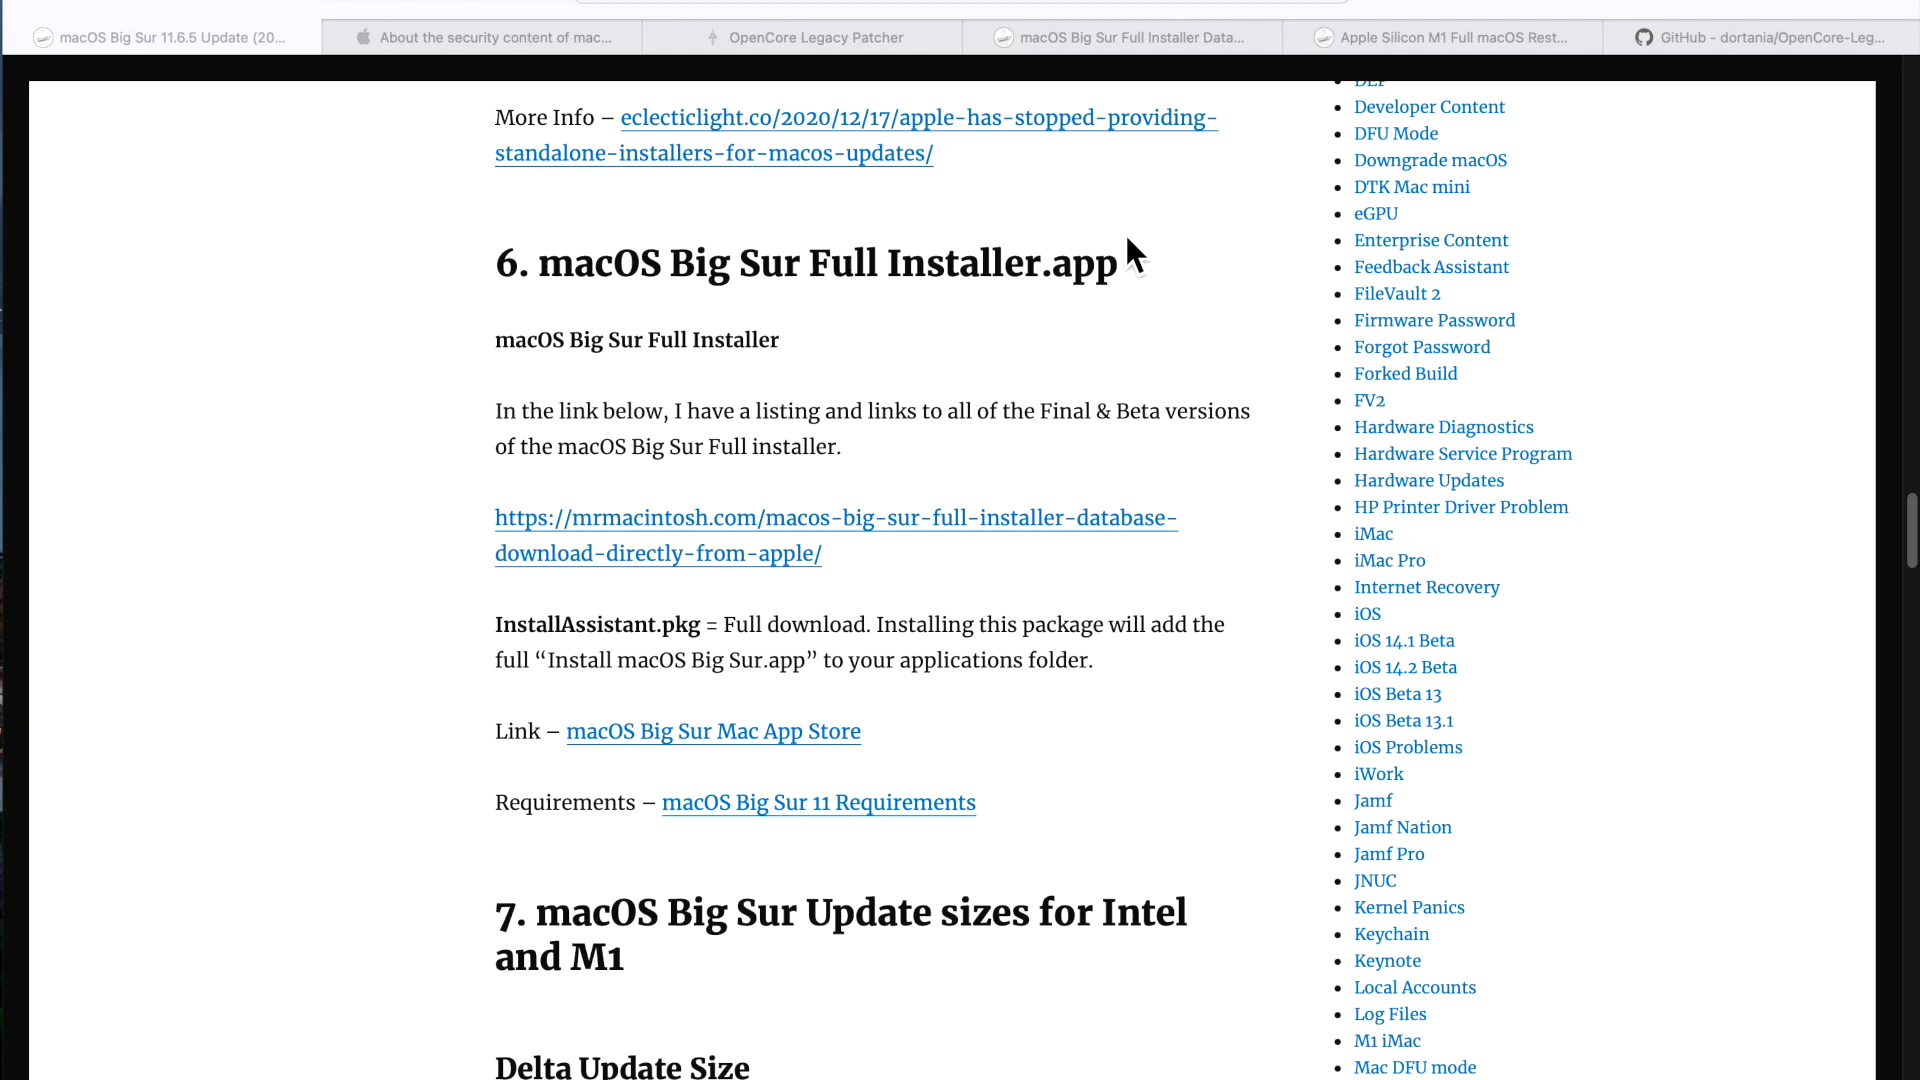 macOS Big Sur 11.6.5 Update (20...
About the security content of mac...
OpenCore Legacy Patcher
macOS Big Sur Full Installer Data...
Apple Silicon M1 Full macOS Rest...
GitHub - dortania/OpenCore-Leg...
More Info – eclecticlight.co/2020/12/17/apple-has-stopped-providing-
standalone-installers-for-macos-updates/
6. macOS Big Sur Full Installer.app
macOS Big Sur Full Installer
In the link below, I have a listing and links to all of the Final & Beta versions
of the macOS Big Sur Full installer.
https://mrmacintosh.com/macos-big-sur-full-installer-database-
download-directly-from-apple/
InstallAssistant.pkg = Full download. Installing this package will add the
full “Install macOS Big Sur.app” to your applications folder.
Link – macOS Big Sur Mac App Store
Requirements – macOS Big Sur 11 Requirements
7. macOS Big Sur Update sizes for Intel
and M1
Delta Update Size
DEP
Developer Content
DFU Mode
Downgrade macOS
DTK Mac mini
eGPU
Enterprise Content
Feedback Assistant
FileVault 2
Firmware Password
Forgot Password
Forked Build
FV2
Hardware Diagnostics
Hardware Service Program
Hardware Updates
HP Printer Driver Problem
iMac
iMac Pro
Internet Recovery
iOS
iOS 14.1 Beta
iOS 14.2 Beta
iOS Beta 13
iOS Beta 13.1
iOS Problems
iWork
Jamf
Jamf Nation
Jamf Pro
JNUC
Kernel Panics
Keychain
Keynote
Local Accounts
Log Files
M1 iMac
Mac DFU mode